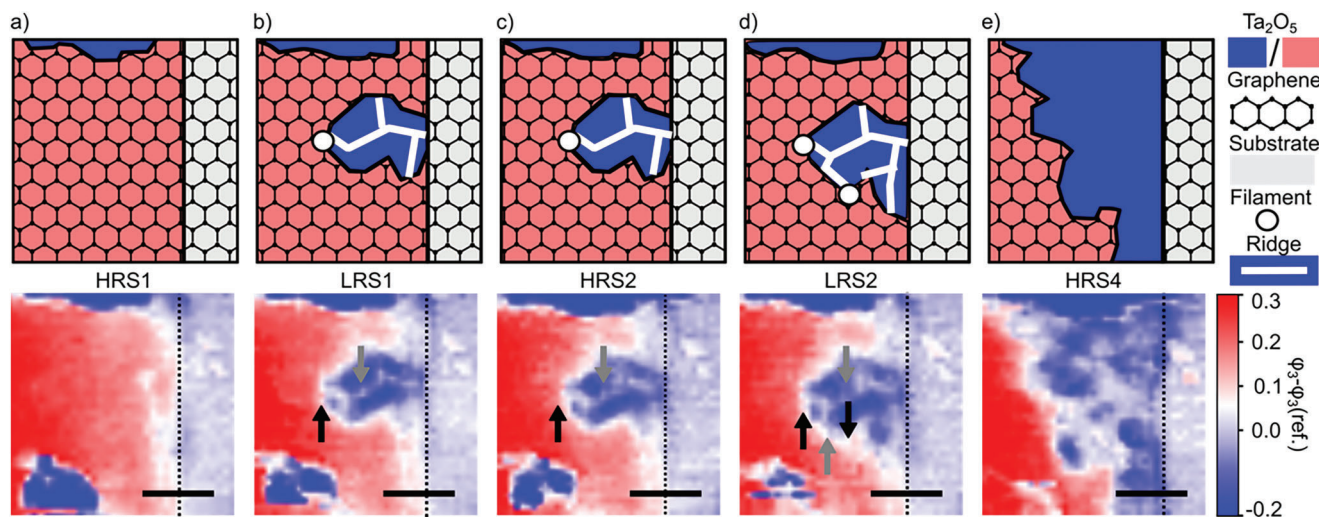 a)
b)
c)
d)
e)
Ta₂O₅
/
Graphene
Substrate
Filament
Ridge
HRS1
LRS1
HRS2
LRS2
HRS4
0.3
0.2
0.1
0.0
-0.2
φ₃-φ₃(ref.)